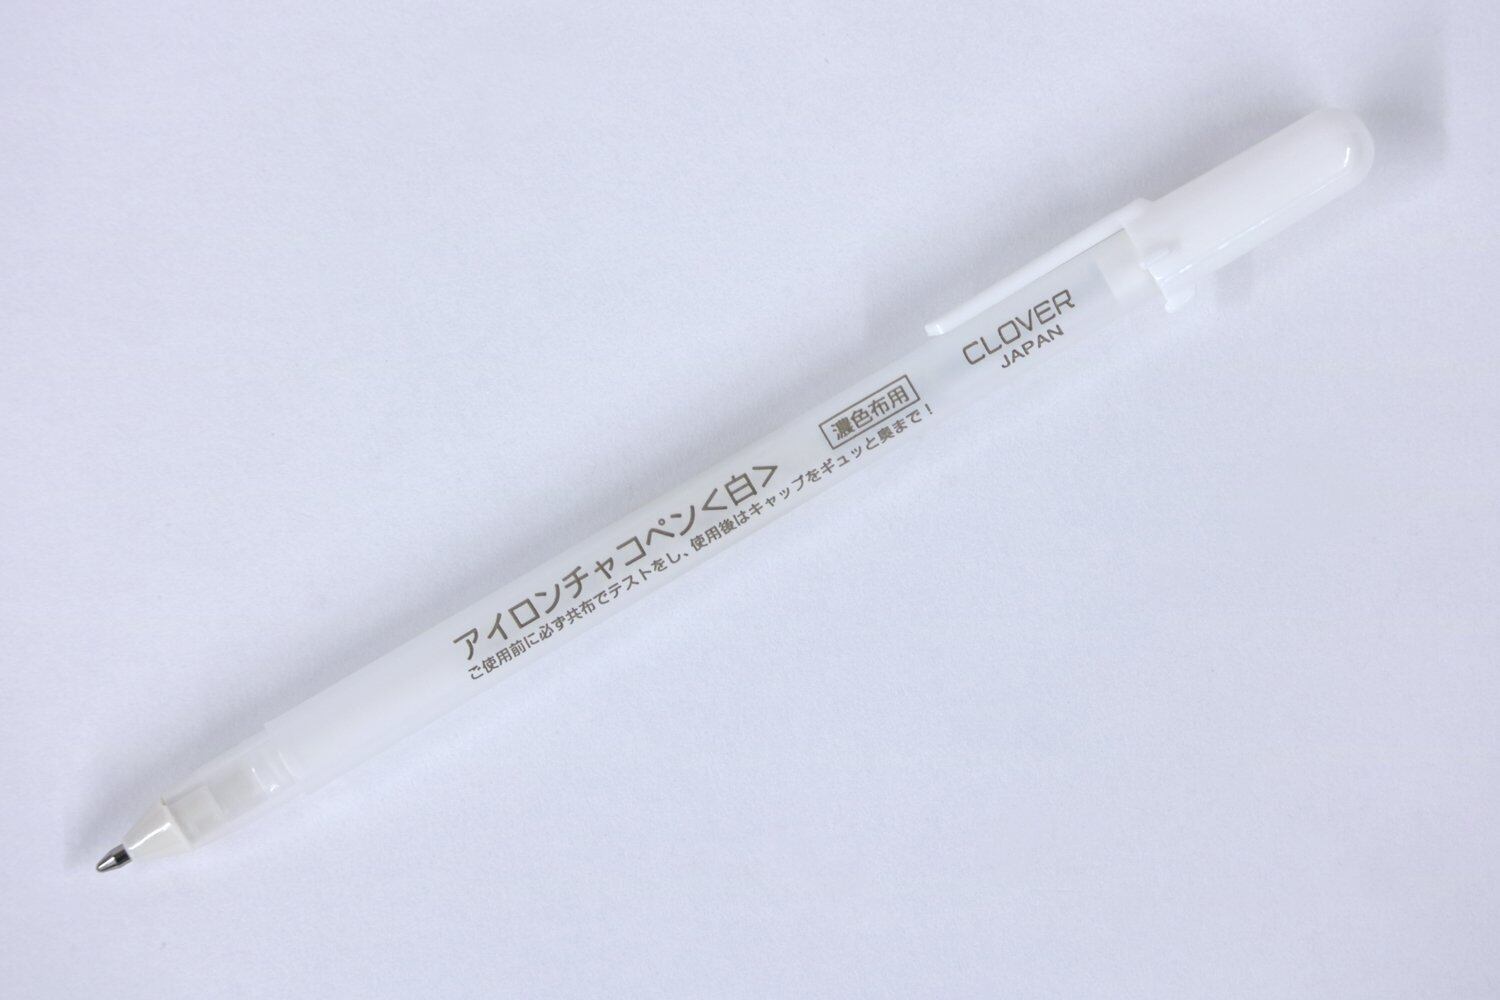 CLOVER
JAPAN
濃色布用
アイロンチャコペン<白>
ご使用前に必ず共布でテストをし、使用後はキャップをギュッと奥まで!